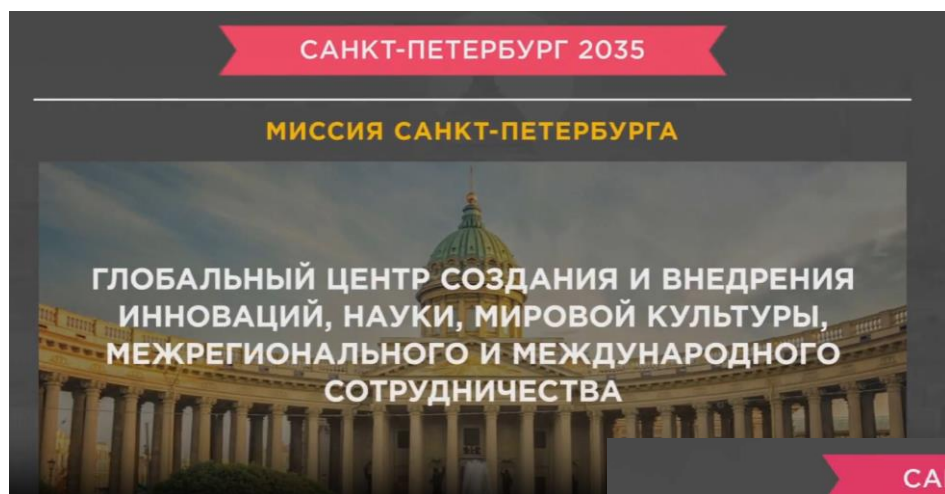 САНКТ-ПЕТЕРБУРГ 2035
МИССИЯ САНКТ-ПЕТЕРБУРГА
ГЛОБАЛЬНЫЙ ЦЕНТР СОЗДАНИЯ И ВНЕДРЕНИЯ
ИННОВАЦИЙ, НАУКИ, МИРОВОЙ КУЛЬТУРЫ,
МЕЖРЕГИОНАЛЬНОГО И МЕЖДУНАРОДНОГО
СОТРУДНИЧЕСТВА